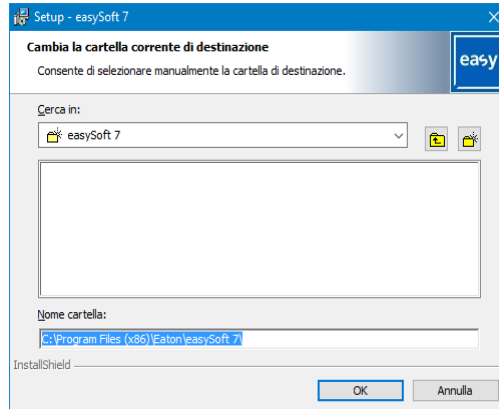 Setup - easySoft 7
Cambia la cartella corrente di destinazione
Consente di selezionare manualmente la cartella di destinazione.
easy
Cerca in:
easySoft 7
Nome cartella:
C:\Program Files (x86)\Eaton\easySoft 7\
InstallShield
OK Annulla